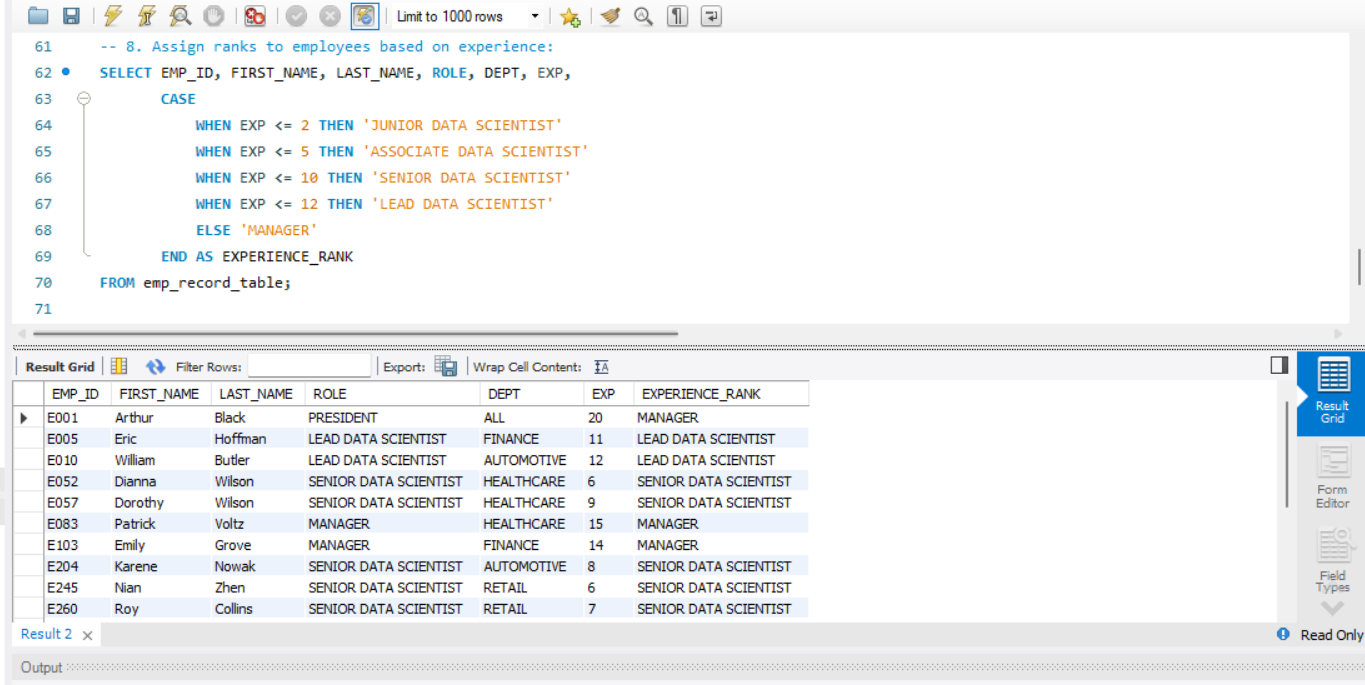 Limit to 1000 rows
61 -- 8. Assign ranks to employees based on experience:
62 SELECT EMP_ID, FIRST_NAME, LAST_NAME, ROLE, DEPT, EXP,
63 CASE
64 WHEN EXP <= 2 THEN 'JUNIOR DATA SCIENTIST'
65 WHEN EXP <= 5 THEN 'ASSOCIATE DATA SCIENTIST'
66 WHEN EXP <= 10 THEN 'SENIOR DATA SCIENTIST'
67 WHEN EXP <= 12 THEN 'LEAD DATA SCIENTIST'
68 ELSE 'MANAGER'
69 END AS EXPERIENCE_RANK
70 FROM emp_record_table;
71
Result Grid Filter Rows: Export: Wrap Cell Content: IA
EMP_ID FIRST_NAME LAST_NAME ROLE DEPT EXP EXPERIENCE_RANK
E001 Arthur Black PRESIDENT ALL 20 MANAGER
E005 Eric Hoffman LEAD DATA SCIENTIST FINANCE 11 LEAD DATA SCIENTIST
E010 William Butler LEAD DATA SCIENTIST AUTOMOTIVE 12 LEAD DATA SCIENTIST
E052 Dianna Wilson SENIOR DATA SCIENTIST HEALTHCARE 6 SENIOR DATA SCIENTIST
E057 Dorothy Wilson SENIOR DATA SCIENTIST HEALTHCARE 9 SENIOR DATA SCIENTIST
E083 Patrick Voltz MANAGER HEALTHCARE 15 MANAGER
E103 Emily Grove MANAGER FINANCE 14 MANAGER
E204 Karene Nowak SENIOR DATA SCIENTIST AUTOMOTIVE 8 SENIOR DATA SCIENTIST
E245 Nian Zhen SENIOR DATA SCIENTIST RETAIL 6 SENIOR DATA SCIENTIST
E260 Roy Collins SENIOR DATA SCIENTIST RETAIL 7 SENIOR DATA SCIENTIST
Result
Grid
Form
Editor
Field
Types
Result 2 Read Only
Output